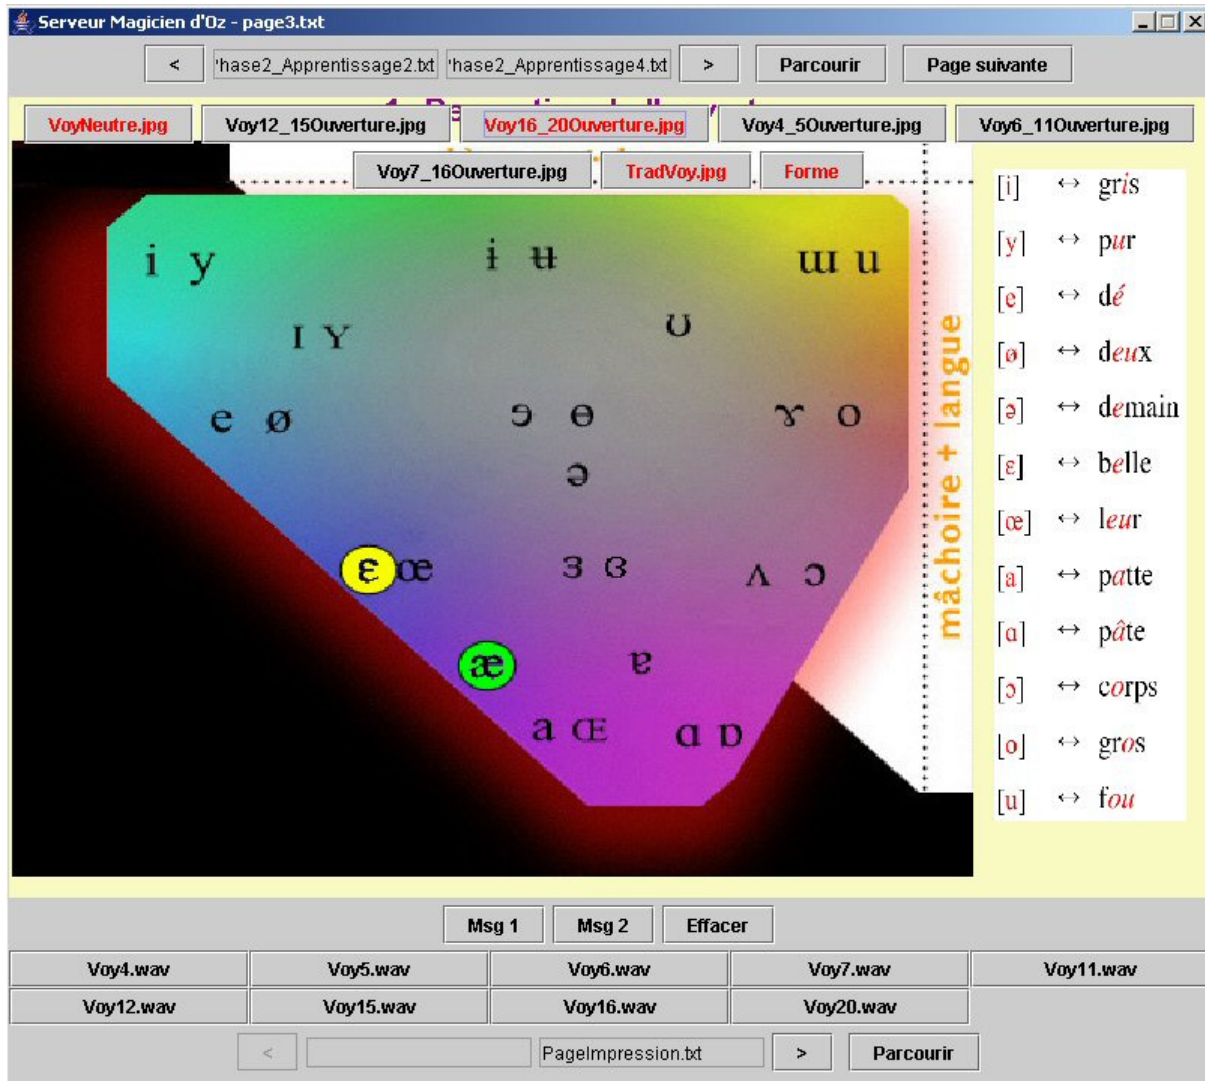 Serveur Magicien d'Oz - page3.txt
< 'hase2_Apprentissage2.txt 'hase2_Apprentissage4.txt > Parcourir Page suivante
VoyNeutre.jpg Voy12_15Ouverture.jpg Voy16_20Ouverture.jpg Voy4_5Ouverture.jpg Voy6_11Ouverture.jpg
Voy7_16Ouverture.jpg TradVoy.jpg Forme
i y ɨ ʉ ɯ u
ɪ ʏ ʊ
e ø ɘ ɵ ɤ o
ə
ɛ œ ɜ ɞ ʌ ɔ
æ ɐ
a ɶ ɑ ɒ
mâchoire + langue
[i] ↔ gris
[y] ↔ pur
[e] ↔ dé
[ø] ↔ deux
[ə] ↔ demain
[ɛ] ↔ belle
[œ] ↔ leur
[a] ↔ patte
[ɑ] ↔ pâte
[ɔ] ↔ corps
[o] ↔ gros
[u] ↔ fou
Msg 1 Msg 2 Effacer
Voy4.wav Voy5.wav Voy6.wav Voy7.wav Voy11.wav
Voy12.wav Voy15.wav Voy16.wav Voy20.wav
< PageImpression.txt > Parcourir